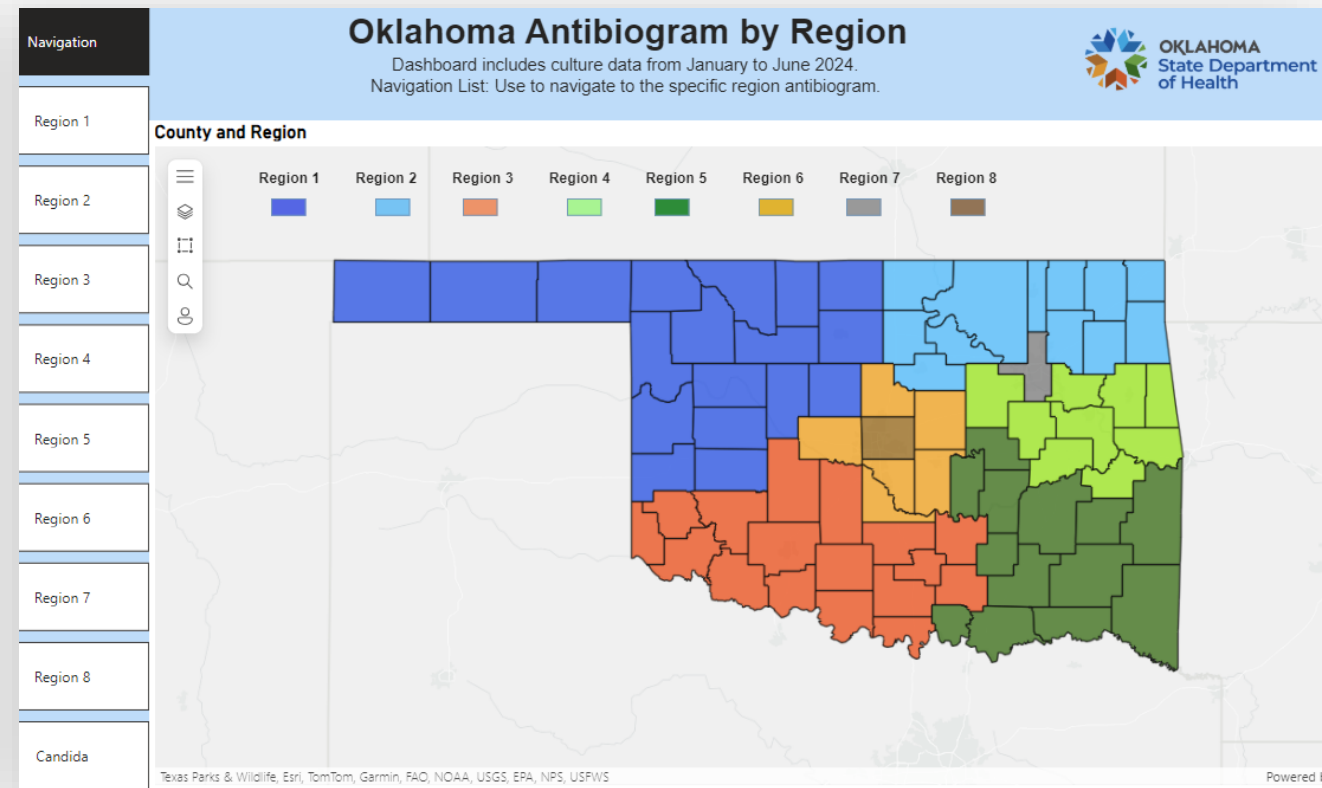 Navigation
Oklahoma Antibiogram by Region
Dashboard includes culture data from January to June 2024.
Navigation List: Use to navigate to the specific region antibiogram.
OKLAHOMA
State Department
of Health
Region 1
Region 2
Region 3
Region 4
Region 5
Region 6
Region 7
Region 8
Candida
County and Region
Region 1 Region 2 Region 3 Region 4 Region 5 Region 6 Region 7 Region 8
Texas Parks & Wildlife, Esri, TomTom, Garmin, FAO, NOAA, USGS, EPA, NPS, USFWS
Powered